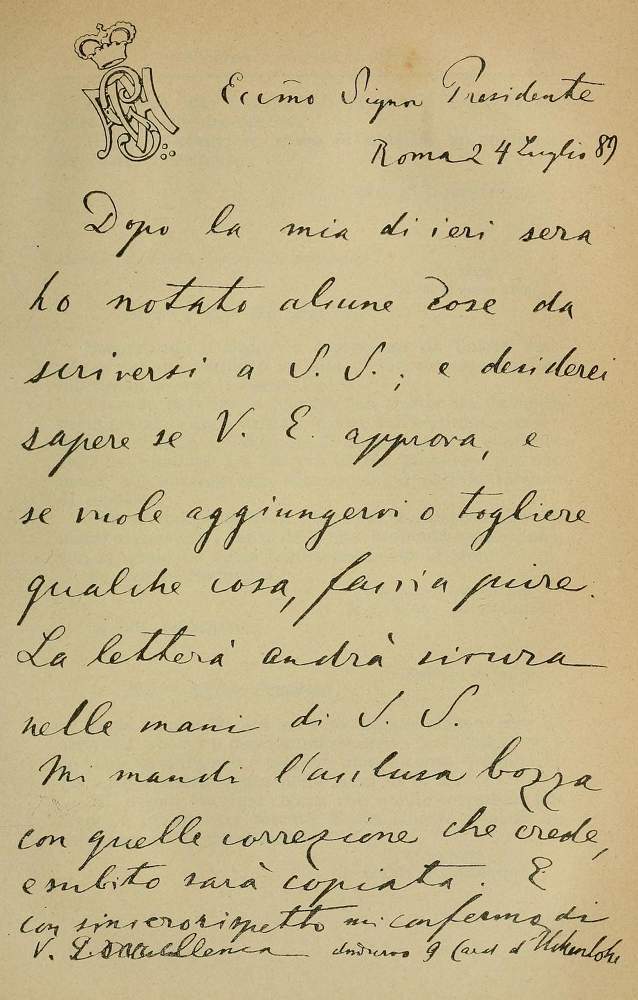 Eccmo Signor Presidente
Roma 24 Luglio 89
Dopo la mia di ieri sera
ho notato alcune cose da
scriversi a S. S.; e desiderei
sapere se V. E. approva, e
se vuole aggiungervi o togliere
qualche cosa, faccia pure.
La lettera andrà sicura
nelle mani di S. S.
Mi mandi l'acclusa bozza
con quelle correzione che crede,
e subito sarà copiata. E
con sincero rispetto mi confermo di
V. Eccellenza Card d'Hohenlohe